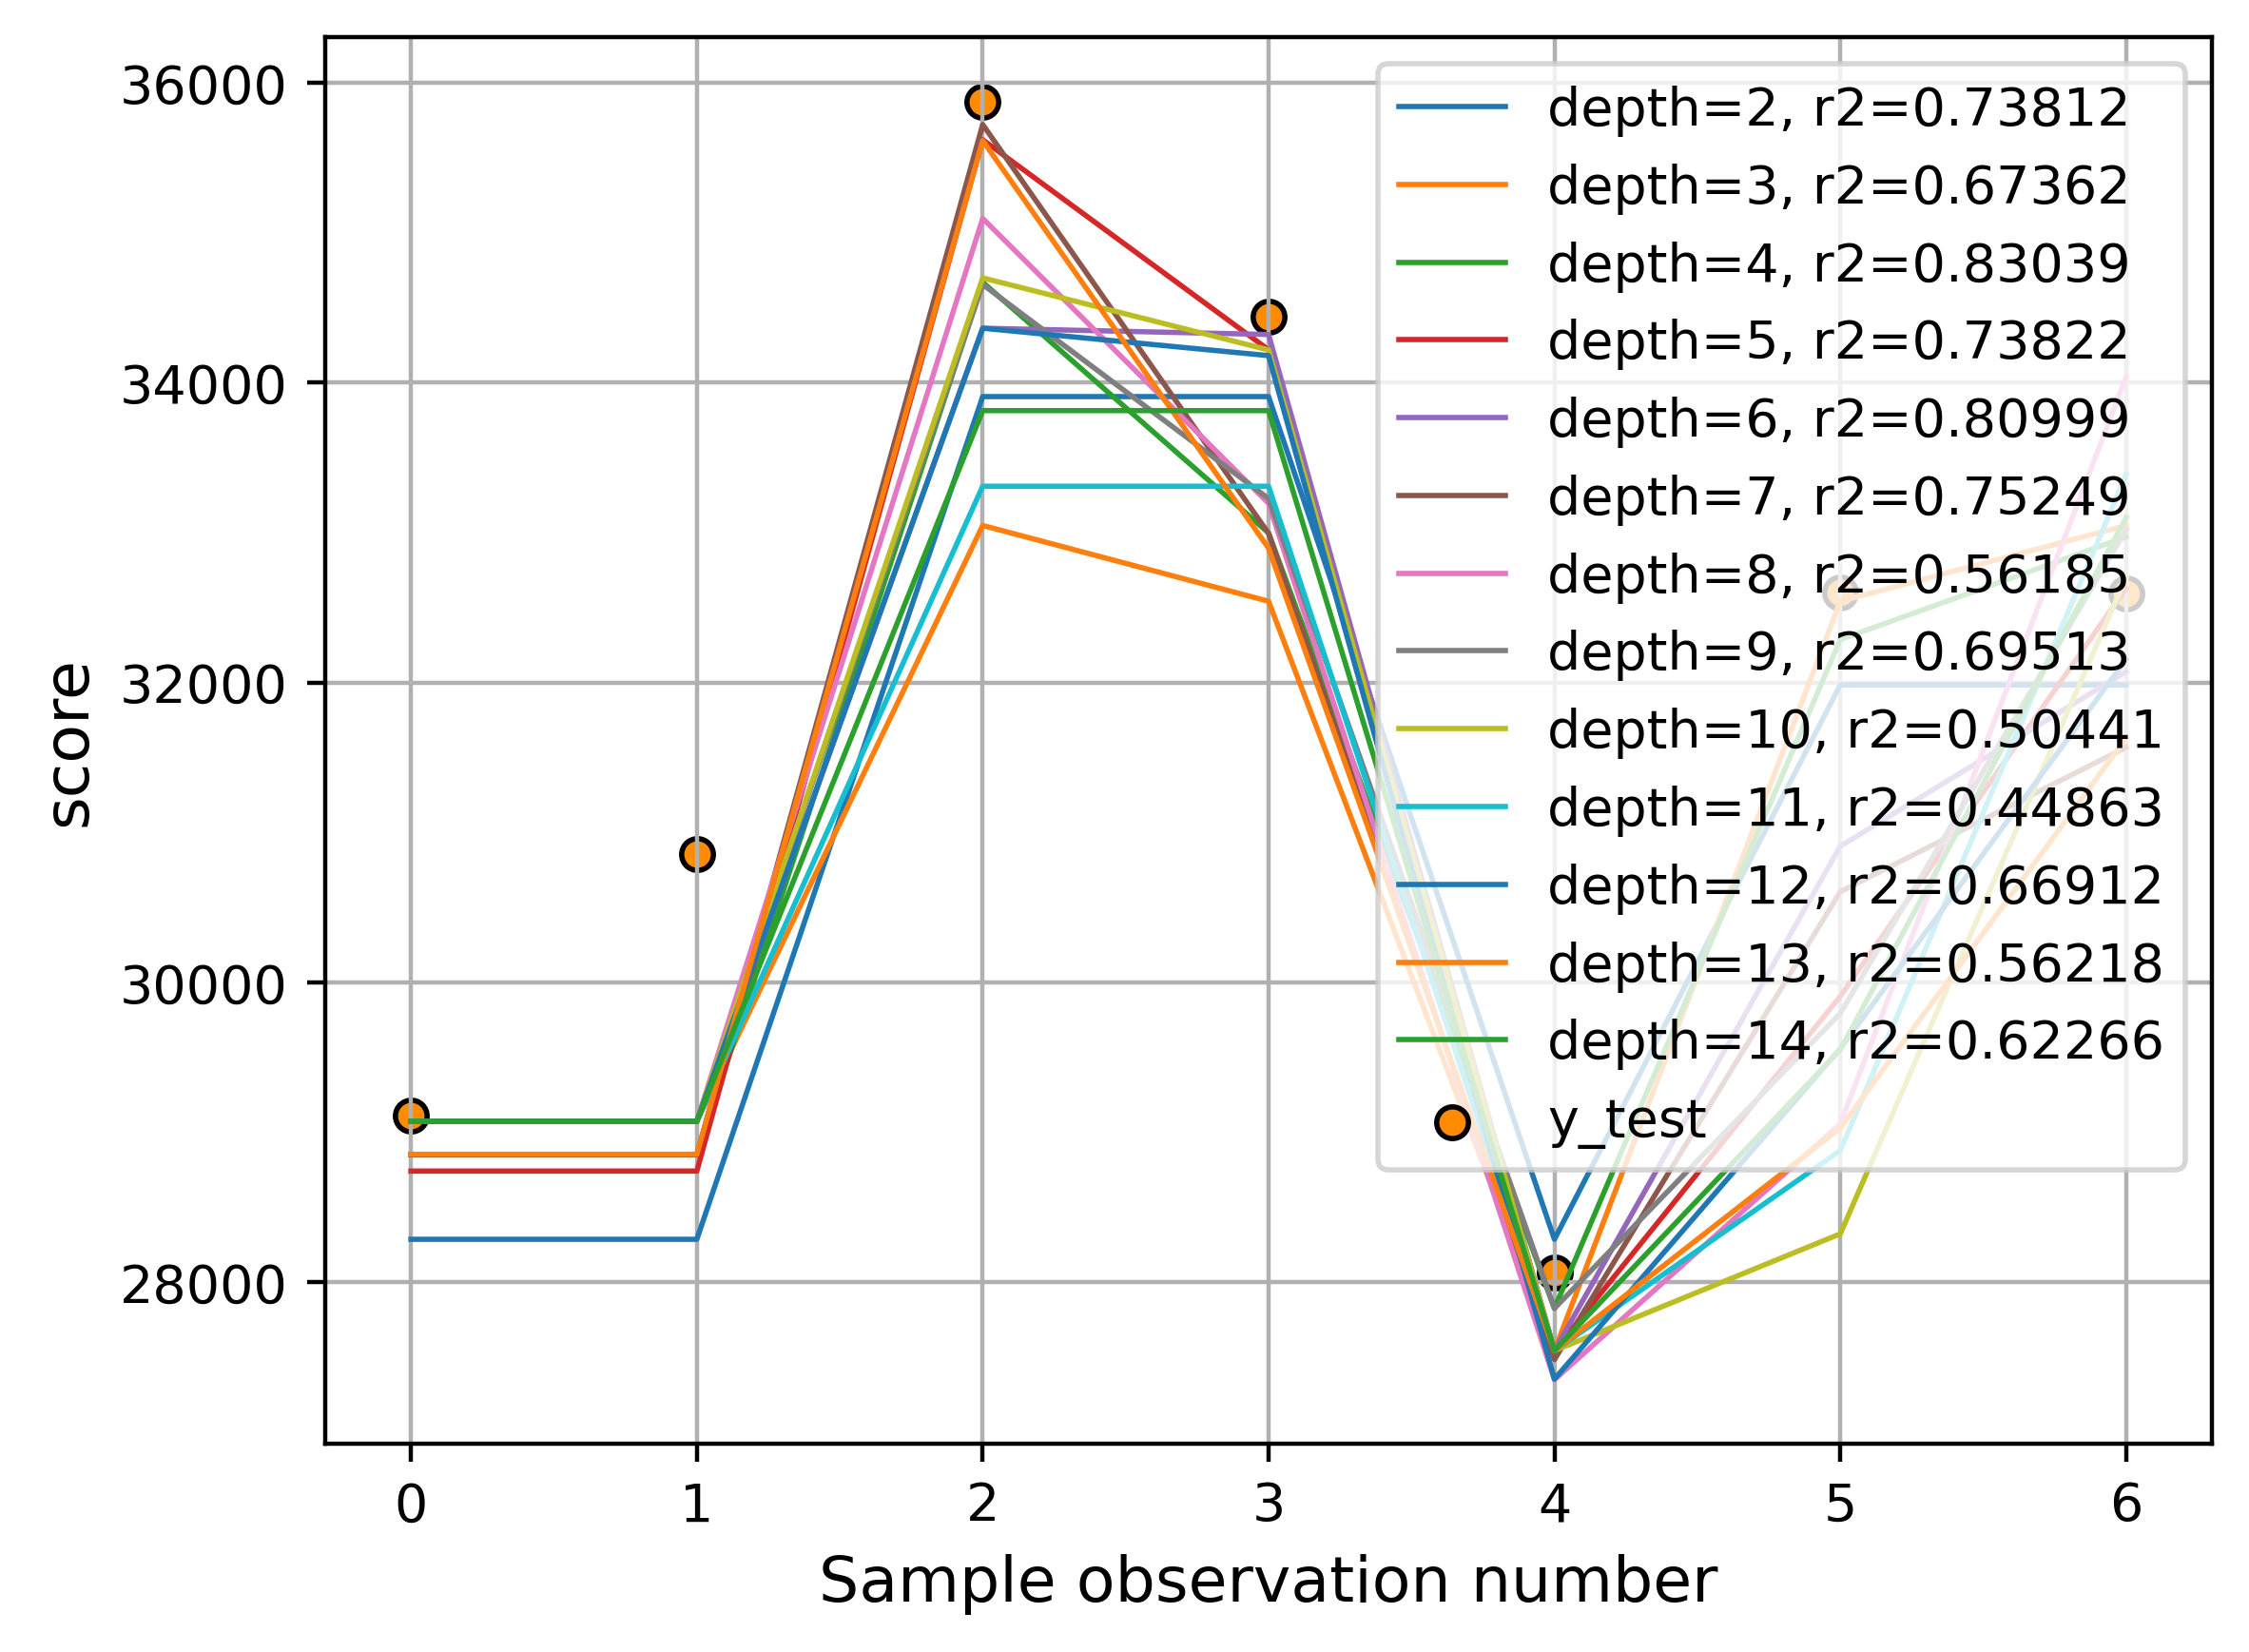 36000
34000
32000
30000
28000
score
0 1 2 3 4 5 6
Sample observation number
depth=2, r2=0.73812
depth=3, r2=0.67362
depth=4, r2=0.83039
depth=5, r2=0.73822
depth=6, r2=0.80999
depth=7, r2=0.75249
depth=8, r2=0.56185
depth=9, r2=0.69513
depth=10, r2=0.50441
depth=11, r2=0.44863
depth=12, r2=0.66912
depth=13, r2=0.56218
depth=14, r2=0.62266
y_test